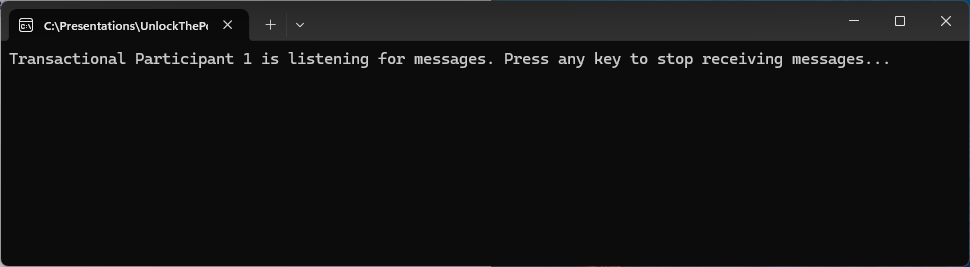 C:\Presentations\UnlockThePo
Transactional Participant 1 is listening for messages. Press any key to stop receiving messages...